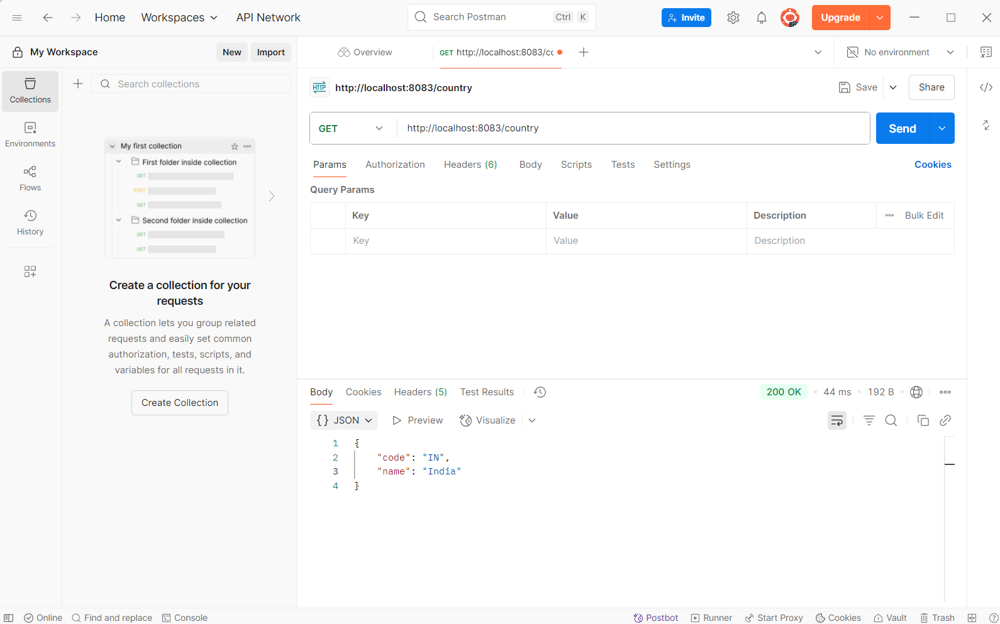 Home
Workspaces
API Network
Search Postman
Ctrl K
Invite
Upgrade
My Workspace
New
Import
Overview
GET http://localhost:8083/cc
No environment
Collections
Environments
Flows
History
Search collections
My first collection
First folder inside collection
GET
POST
GET
Second folder inside collection
GET
GET
Create a collection for your
requests
A collection lets you group related
requests and easily set common
authorization, tests, scripts, and
variables for all requests in it.
Create Collection
HTTP http://localhost:8083/country
Save
Share
GET
http://localhost:8083/country
Send
Params
Authorization
Headers (6)
Body
Scripts
Tests
Settings
Cookies
Query Params
Key
Value
Description
Bulk Edit
Key
Value
Description
Body
Cookies
Headers (5)
Test Results
200 OK
44 ms
192 B
{} JSON
Preview
Visualize
1 {
2 "code": "IN",
3 "name": "India"
4 }
Online
Find and replace
Console
Postbot
Runner
Start Proxy
Cookies
Vault
Trash